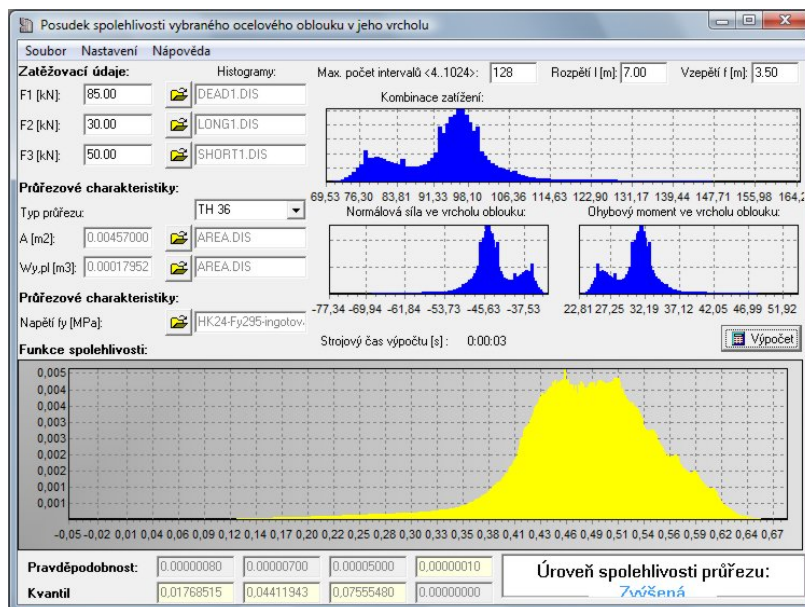 Posudek spolehlivosti vybraného ocelového oblouku v jeho vrcholu
Soubor Nastavení Nápověda
Zatěžovací údaje: Histogramy: Max. počet intervalů <4..1024>: 128 Rozpětí l [m]: 7.00 Vzepětí f [m]: 3.50
F1 [kN]: 85.00 DEAD1.DIS
F2 [kN]: 30.00 LONG1.DIS
F3 [kN]: 50.00 SHORT1.DIS
Kombinace zatížení:
69,53 76,30 83,81 91,33 98,10 106,36 114,63 122,90 131,17 139,44 147,71 155,98 164,2
Průřezové charakteristiky:
Typ průřezu: TH 36
A [m2]: 0.00457000 AREA.DIS
Wy,pl [m3]: 0.00017952 AREA.DIS
Normálová síla ve vrcholu oblouku: Ohybový moment ve vrcholu oblouku:
-77,34 -69,94 -61,84 -53,73 -45,63 -37,53
22,81 27,25 32,19 37,12 42,05 46,99 51,92
Průřezové charakteristiky:
Napětí fy [MPa]: HK24-Fy295-ingotov.
Strojový čas výpočtu [s] : 0:00:03
Výpočet
Funkce spolehlivosti:
0,005
0,005
0,004
0,003
0,003
0,002
0,002
0,001
0,001
-0,05 -0,02 0,01 0,04 0,06 0,09 0,12 0,14 0,17 0,20 0,22 0,25 0,28 0,30 0,33 0,35 0,38 0,41 0,43 0,46 0,49 0,51 0,54 0,56 0,59 0,62 0,64 0,67
Pravděpodobnost: 0.00000080 0.00000700 0.00005000 0,00000010
Kvantil 0,01768515 0,04411943 0,07555480 0.00000000
Úroveň spolehlivosti průřezu:
Zvýšená